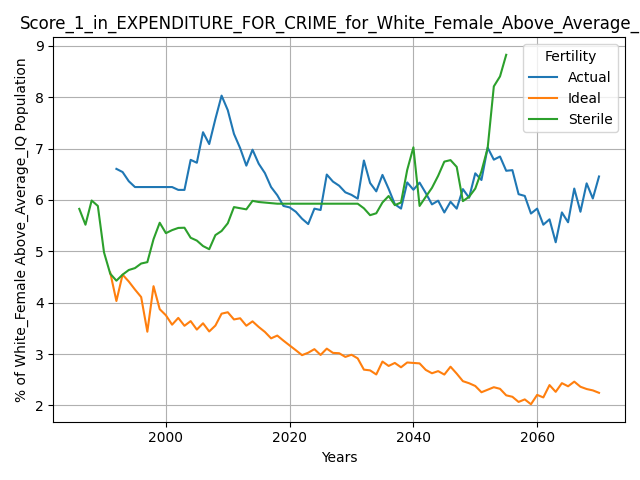 Score_1_in_EXPENDITURE_FOR_CRIME_for_White_Female_Above_Average_
% of White_Female Above_Average_IQ Population
9
8
7
6
5
4
3
2
Fertility
Actual
Ideal
Sterile
2000
2020
2040
2060
Years